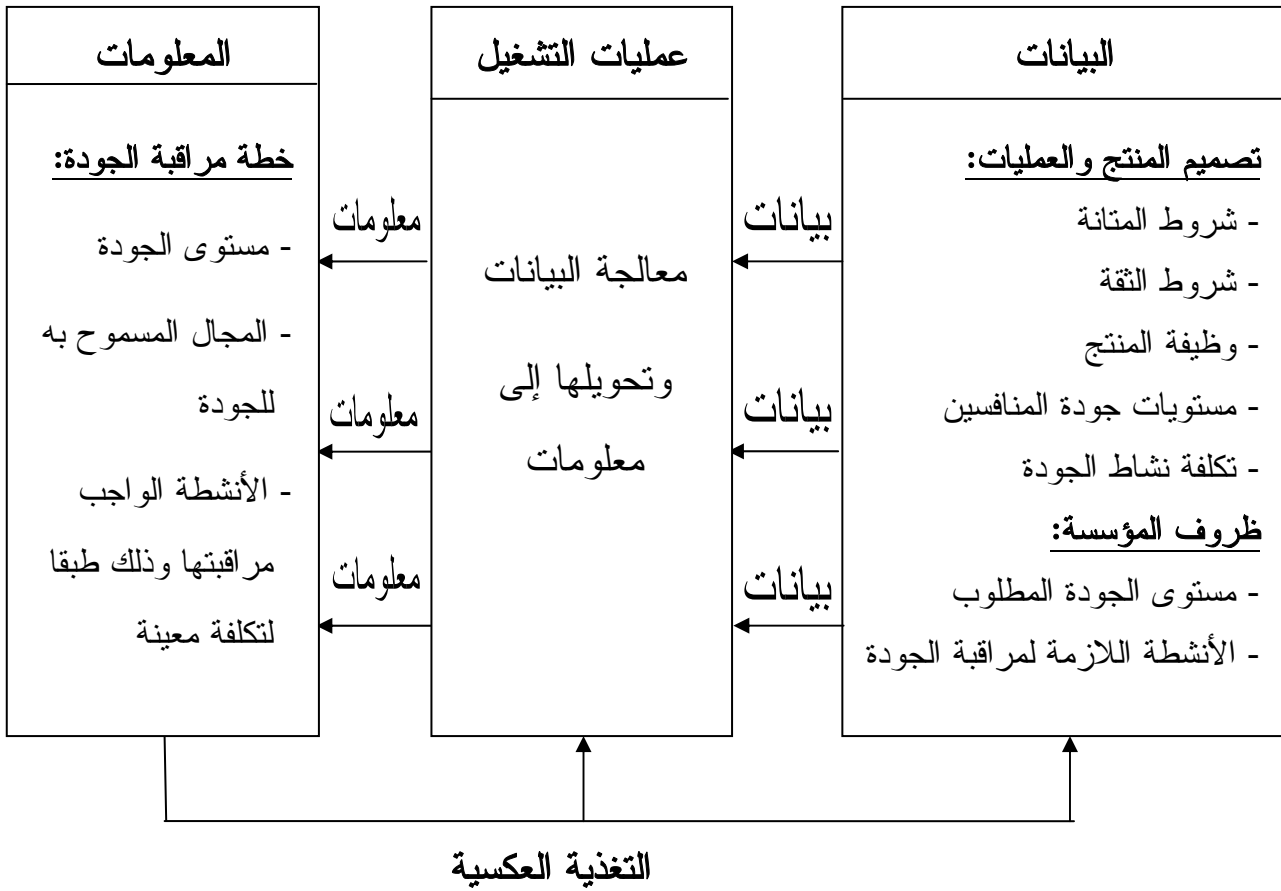 البيانات
تصميم المنتج والعمليات:
- شروط المتانة
- شروط الثقة
- وظيفة المنتج
- مستويات جودة المنافسين
- تكلفة نشاط الجودة
ظروف المؤسسة:
- مستوى الجودة المطلوب
- الأنشطة اللازمة لمراقبة الجودة
بيانات
بيانات
بيانات
عمليات التشغيل
معالجة البيانات
وتحويلها إلى
معلومات
معلومات
معلومات
معلومات
المعلومات
خطة مراقبة الجودة:
- مستوى الجودة
- المجال المسموح به
للجودة
- الأنشطة الواجب
مراقبتها وذلك طبقا
لتكلفة معينة
التغذية العكسية